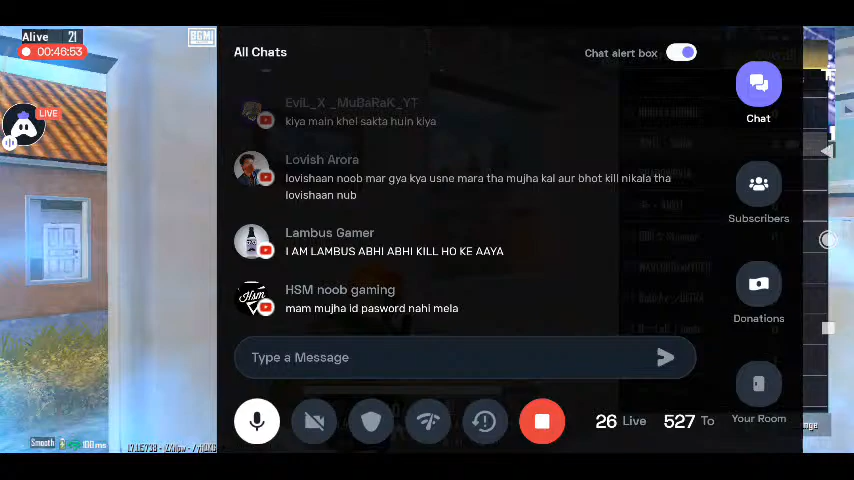 Alive 21
BGMI
00:46:53
LIVE
All Chats
Chat alert box
EviL_X _MuBaRaK_YT
kiya main khel sakta huin kiya
Lovish Arora
lovishaan noob mar gya kya usne mara tha mujha kal aur bhot kill nikala tha
lovishaan nub
Lambus Gamer
I AM LAMBUS ABHI ABHI KILL HO KE AAYA
HSM noob gaming
mam mujha id pasword nahi mela
Type a Message
26 Live 527 To
Chat
Subscribers
Donations
Your Room
Smooth
100 ms